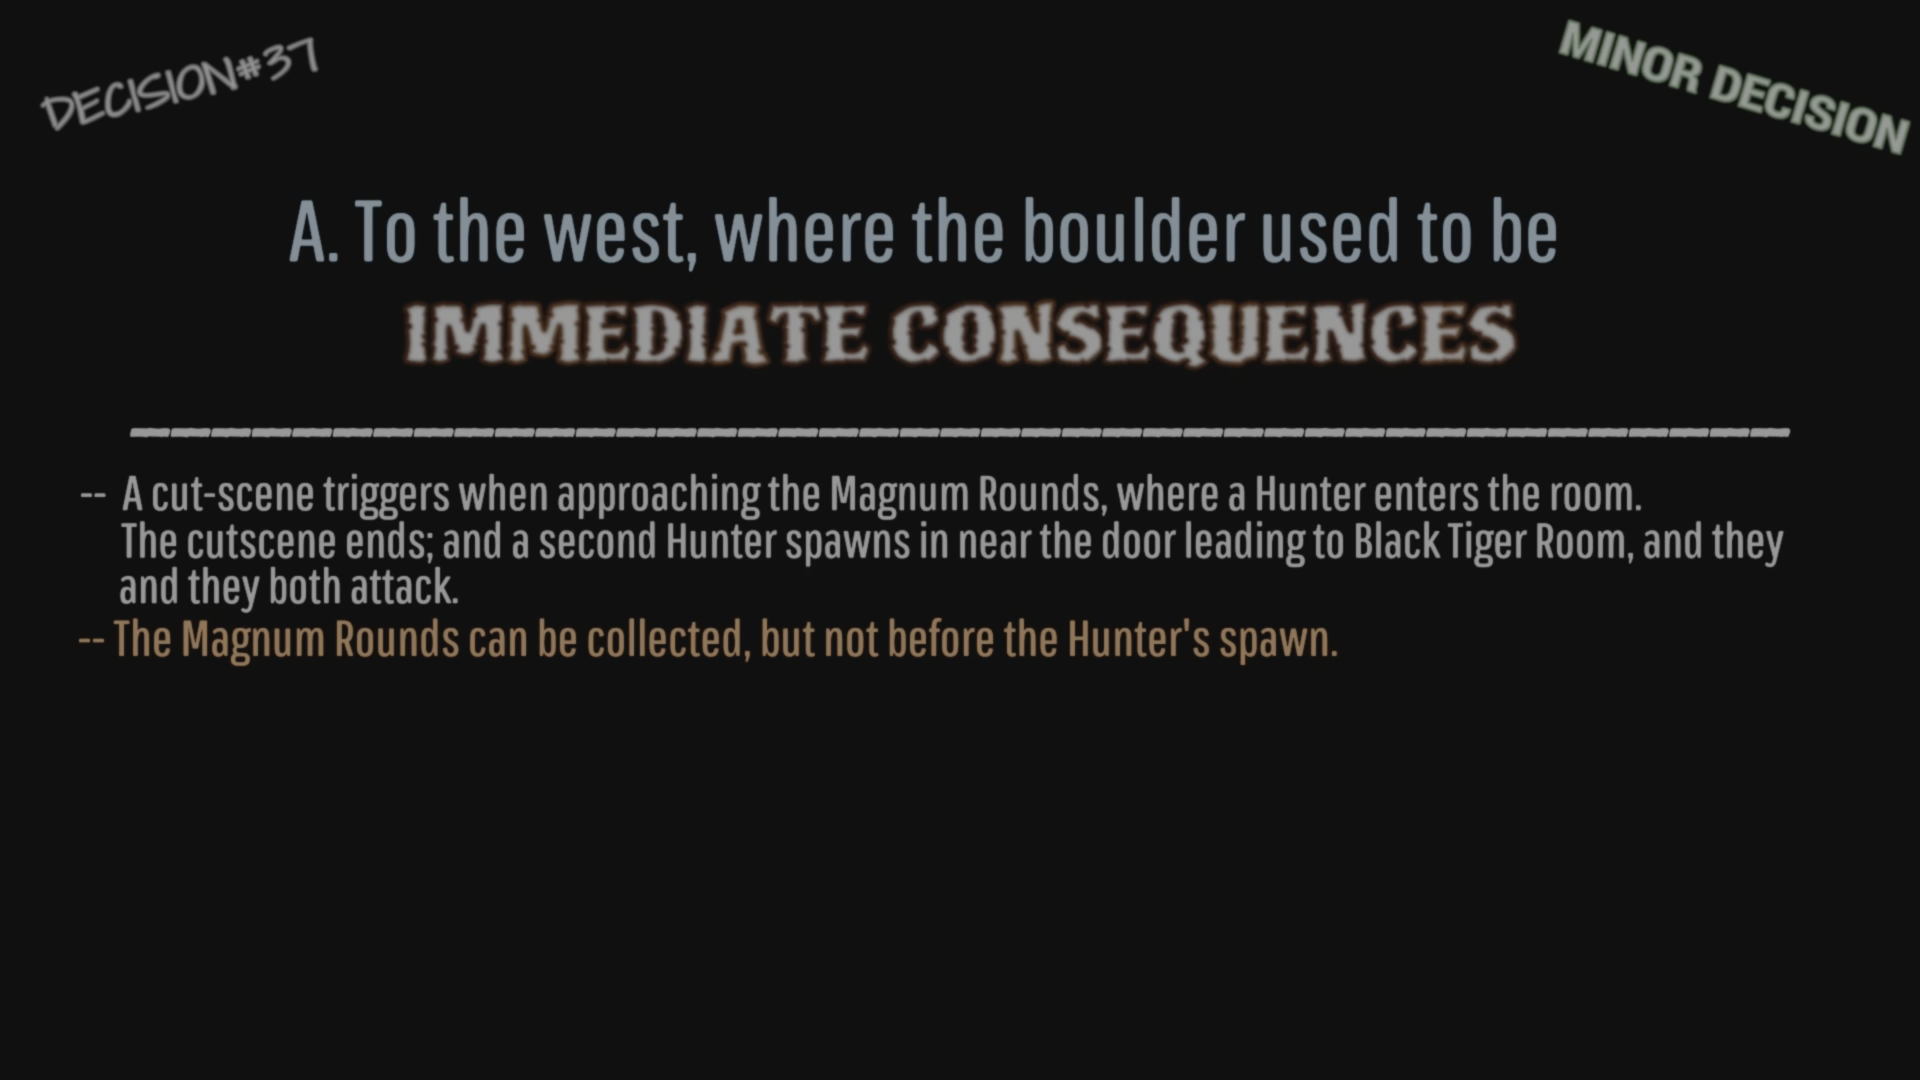 DECISION#37
MINOR DECISION
A. To the west, where the boulder used to be
IMMEDIATE CONSEQUENCES
-- A cut-scene triggers when approaching the Magnum Rounds, where a Hunter enters the room.
The cutscene ends; and a second Hunter spawns in near the door leading to Black Tiger Room, and they
and they both attack.
-- The Magnum Rounds can be collected, but not before the Hunter's spawn.